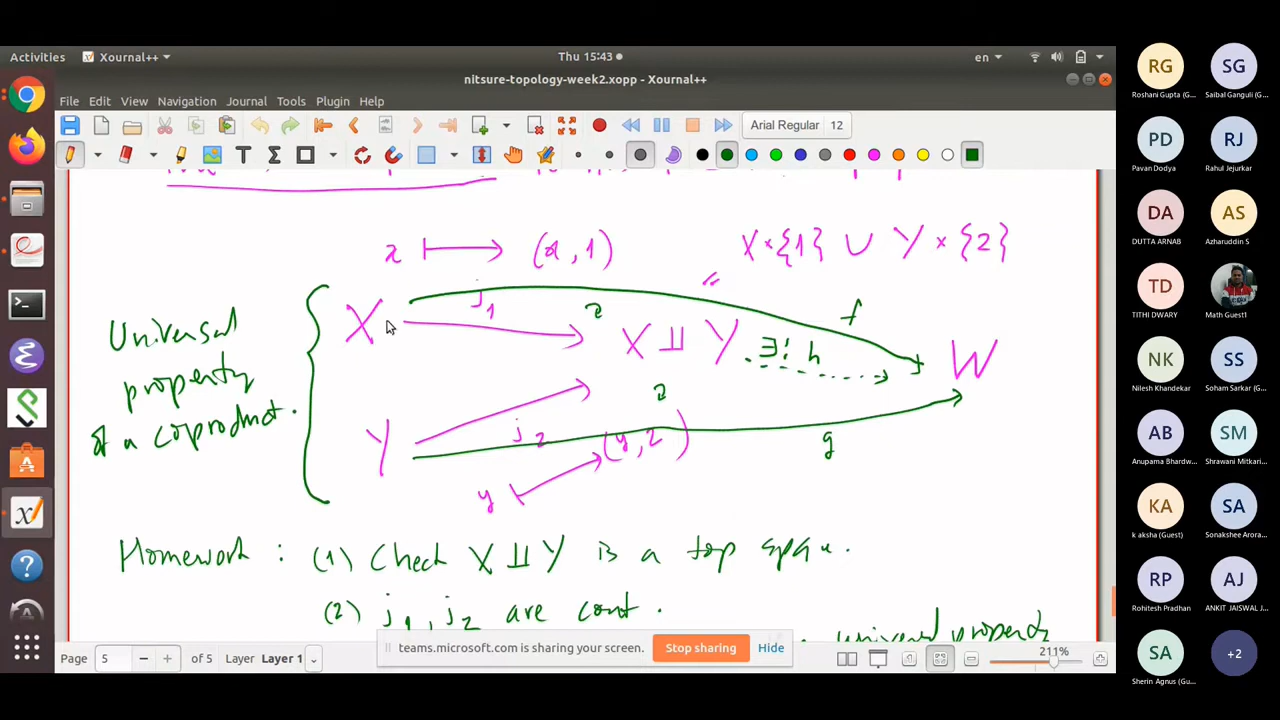 Activities Xournal++ Thu 15:43 en
nitsure-topology-week2.xopp - Xournal++
File Edit View Navigation Journal Tools Plugin Help
Arial Regular 12
x ↦ (x, 1) X×{1} ∪ Y×{2}
=
j₁ f
X X ⨿ Y ∃! h W
Universal
property
of a coproduct.
Y j₂ (y, 2) g
y
Homework : (1) Check X ⨿ Y is a top space.
(2) j₁, j₂ are cont.
universal property
teams.microsoft.com is sharing your screen. Stop sharing Hide
Page 5 of 5 Layer Layer 1 211%
RG SG
Roshani Gupta (G... Saibal Ganguli (G...
PD RJ
Pavan Dodya Rahul Jejurkar
DA AS
DUTTA ARNAB Azharuddin S
TD
TITHI DWARY Math Guest1
NK SS
Nilesh Khandekar Soham Sarkar (G...
AB SM
Anupama Bhardw... Shrawani Mitkari...
KA SA
k aksha (Guest) Sonakshee Arora...
RP AJ
Rohitesh Pradhan ANKIT JAISWAL J...
SA +2
Sherin Agnus (Gu...